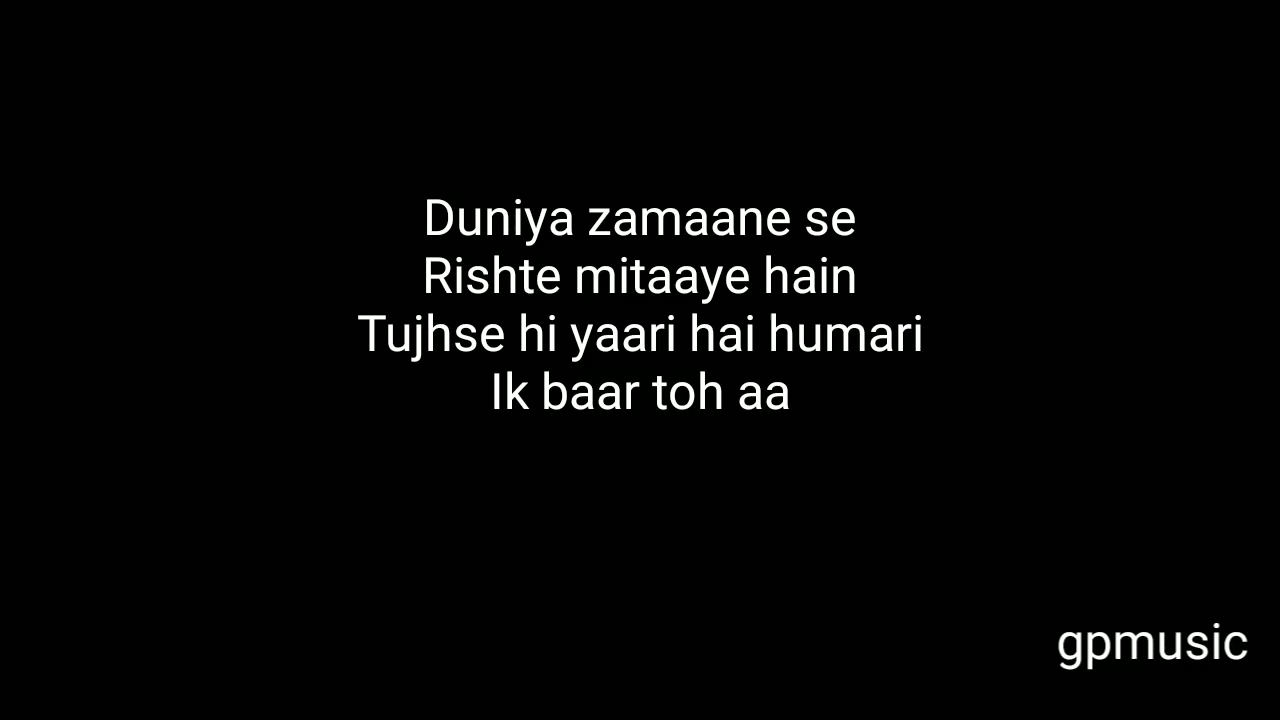 Duniya zamaane se
Rishte mitaaye hain
Tujhse hi yaari hai humari
Ik baar toh aa
gpmusic